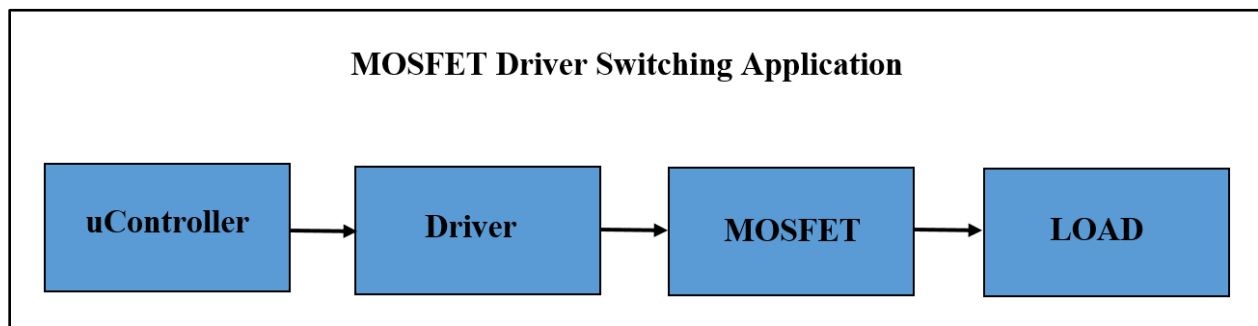 MOSFET Driver Switching Application
uController
Driver
MOSFET
LOAD